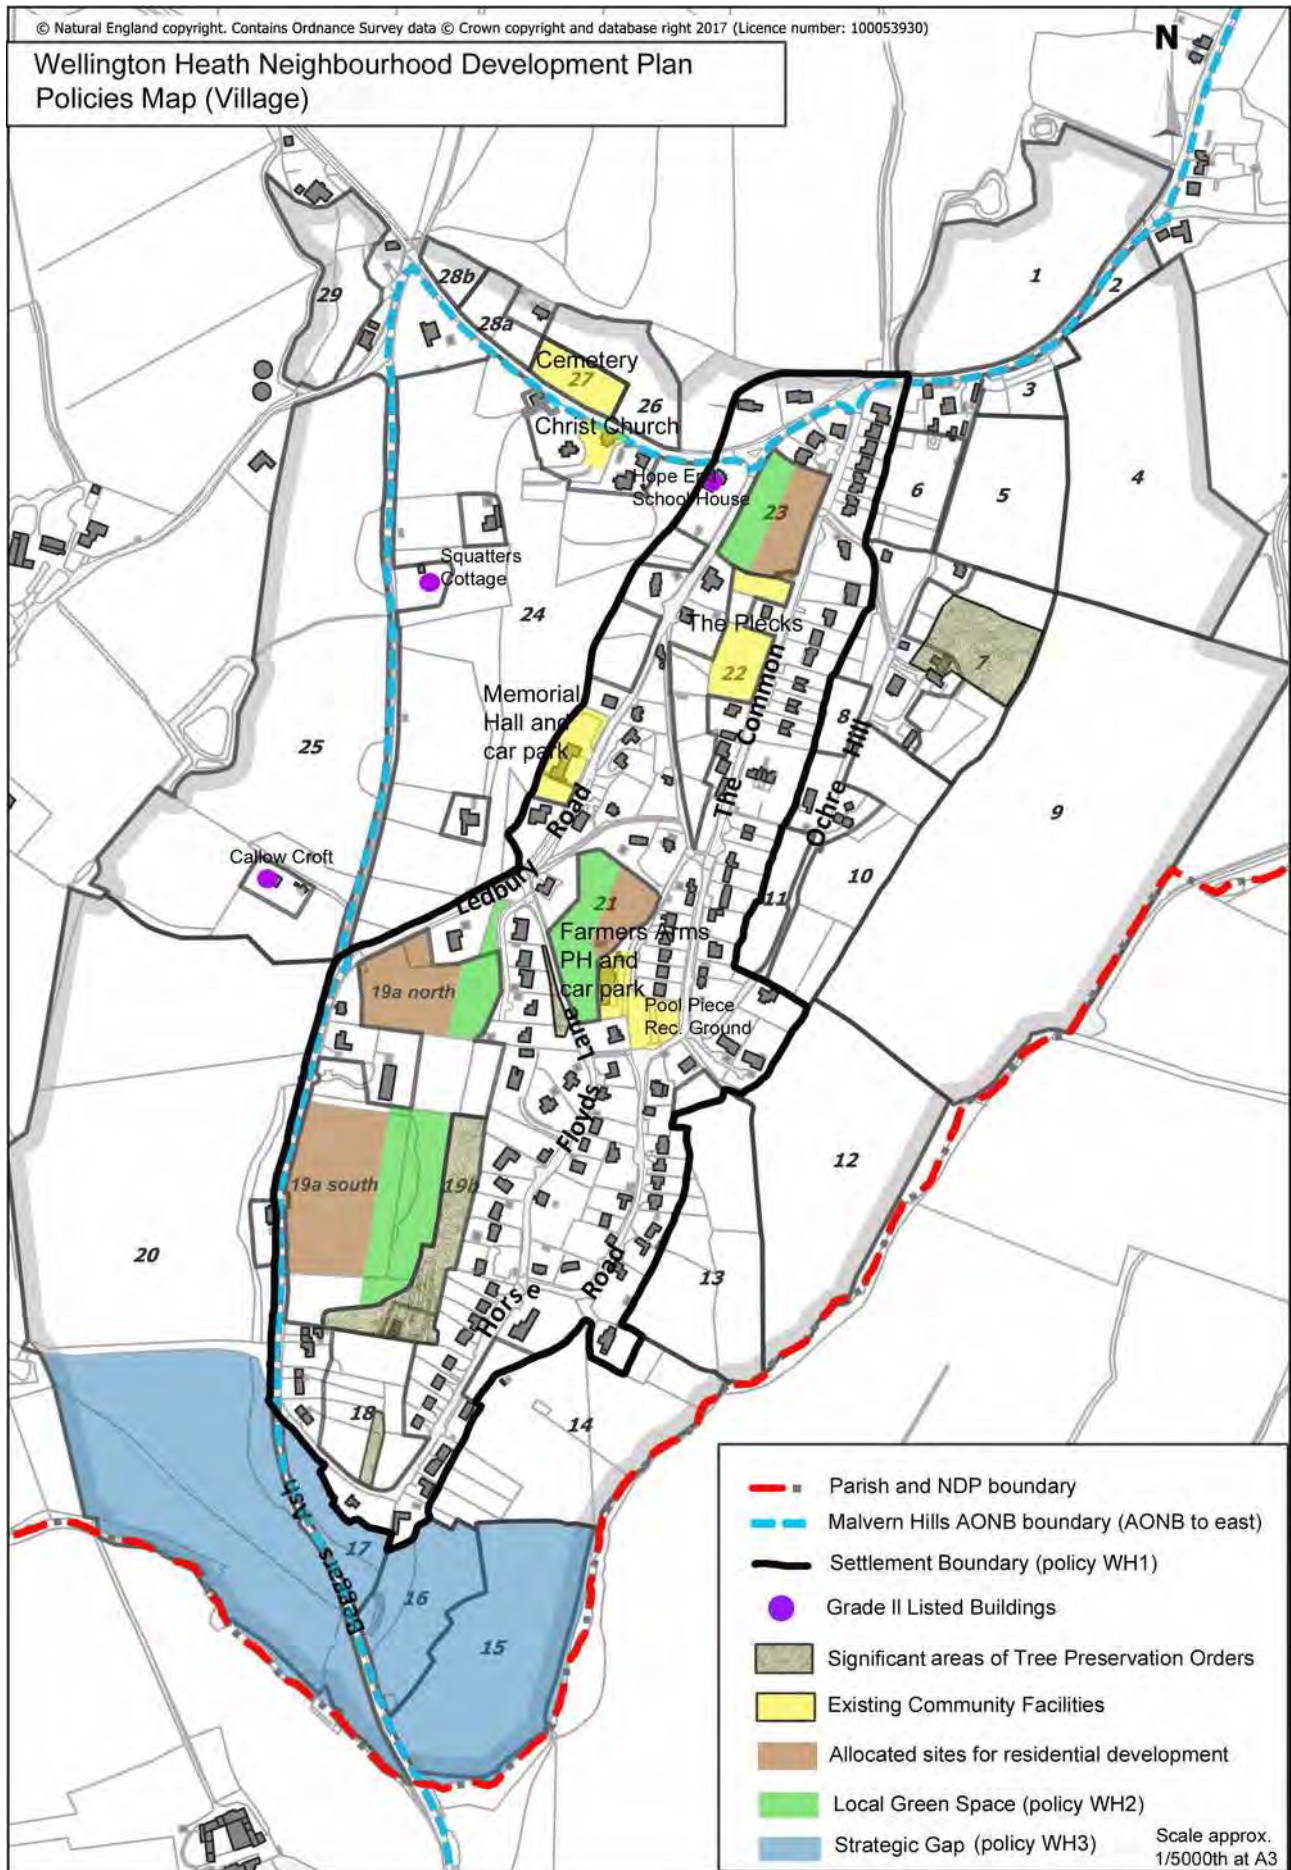 © Natural England copyright. Contains Ordnance Survey data © Crown copyright and database right 2017 (Licence number: 100053930)
Wellington Heath Neighbourhood Development Plan
Policies Map (Village)
N
1
2
28b
29
28a
3
Cemetery
27
26
4
Christ Church
Hope End
School House
6
5
23
Squatters
Cottage
24
The Plecks
7
22
Memorial
Hall and
car park
The Common
8
25
Ochre Hill
9
Ledbury Road
Callow Croft
10
11
21
Farmers Arms
PH and
car park
19a north
Pool Piece
Rec. Ground
Floyds Lane
12
19a south
19b
20
13
Horse Road
18
14
Beggars Ash
17
16
15
Parish and NDP boundary
Malvern Hills AONB boundary (AONB to east)
Settlement Boundary (policy WH1)
Grade II Listed Buildings
Significant areas of Tree Preservation Orders
Existing Community Facilities
Allocated sites for residential development
Local Green Space (policy WH2)
Strategic Gap (policy WH3)
Scale approx.
1/5000th at A3